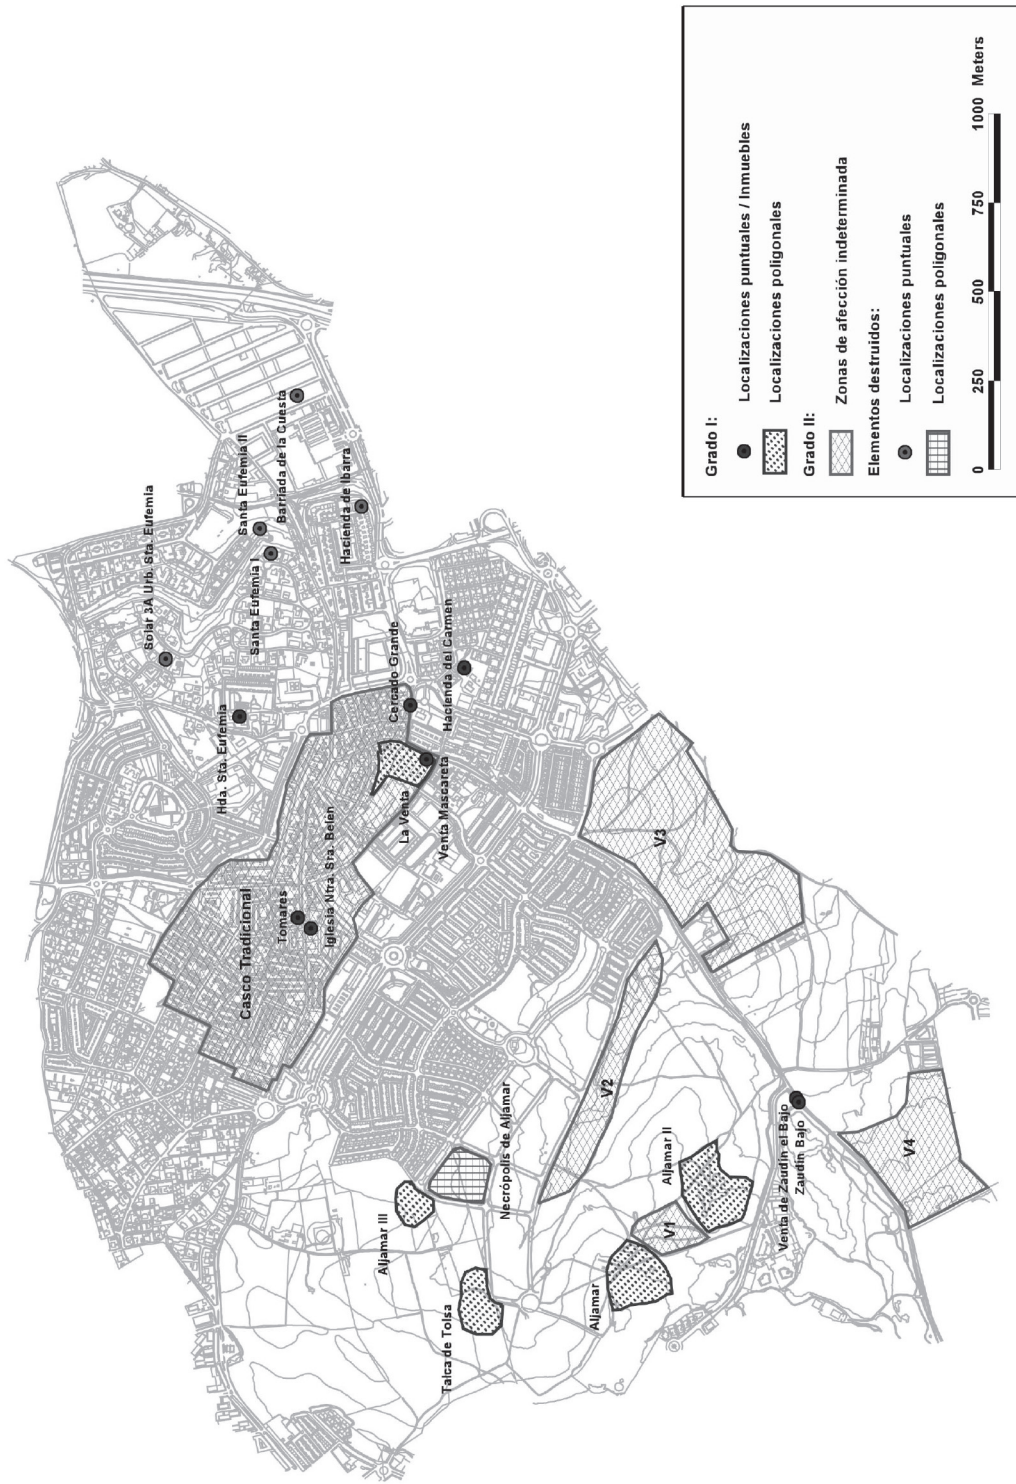 Solar 3A Urb. Sta. Eufemia
Santa Eufemia II
Barriada de la Cuesta
Santa Eufemia I
Hacienda de Ibarra
Hda. Sta. Eufemia
Cercado Grande
Hacienda del Carmen
La Venta
Venta Mascareta
Casco Tradicional
Tomares
Iglesia Ntra. Sra. Belén
V3
V2
Necrópolis de Aljamar
Aljamar III
Talca de Tolsa
Aljamar II
V1
Aljamar
Venta de Zaudín el Bajo
Zaudín Bajo
V4
Grado I:
Localizaciones puntuales / Inmuebles
Localizaciones poligonales
Grado II:
Zonas de afección indeterminada
Elementos destruidos:
Localizaciones puntuales
Localizaciones poligonales
0 250 500 750 1000 Meters